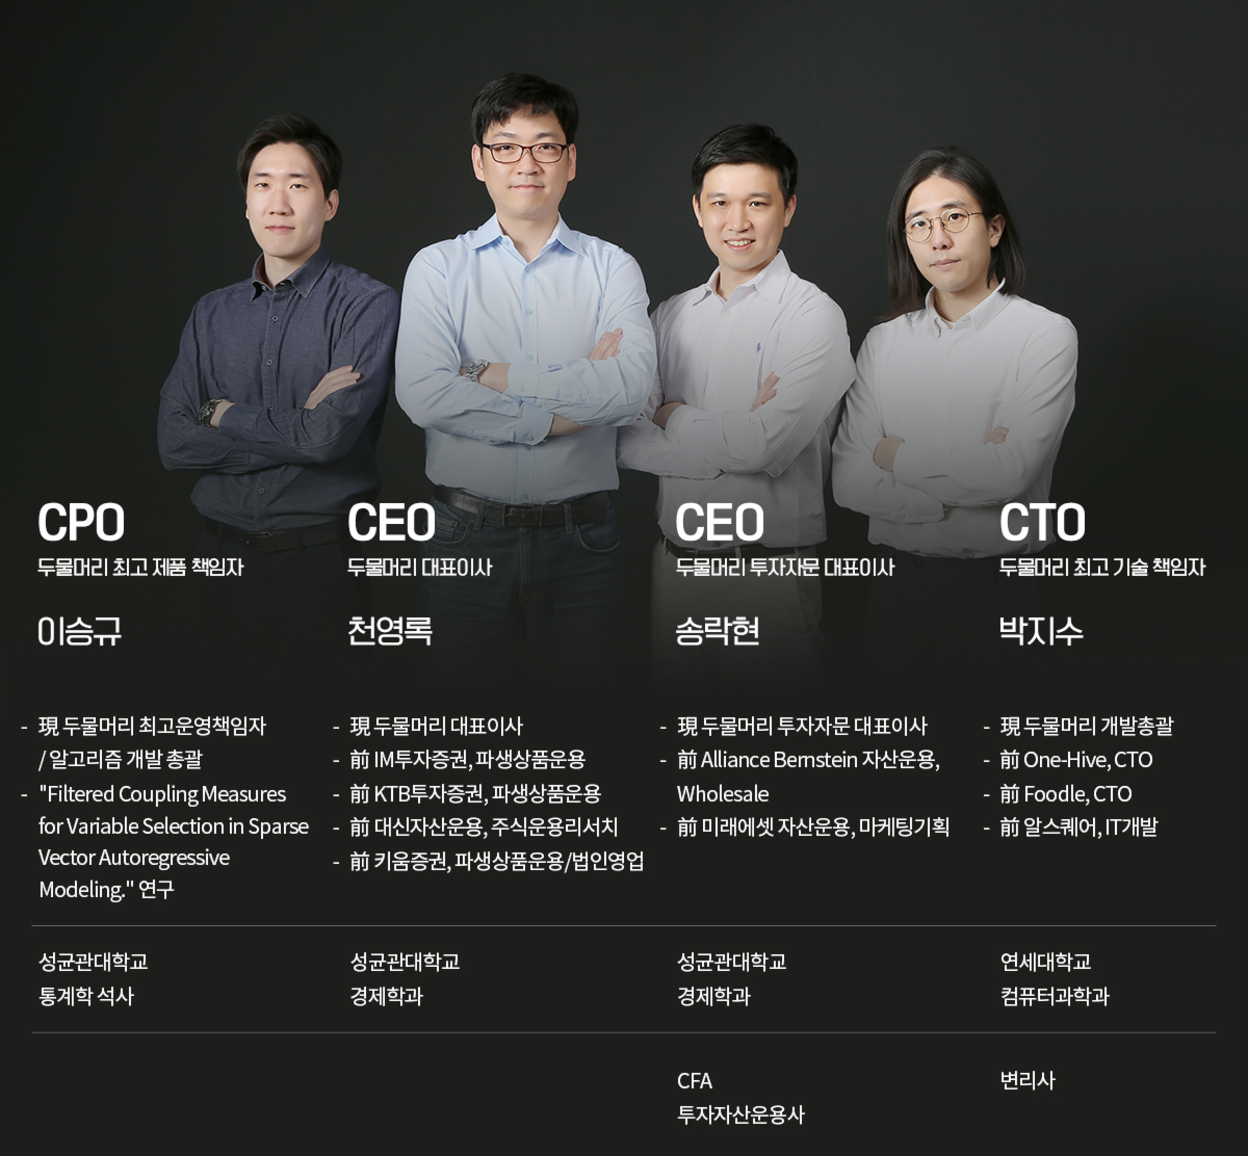 CPO
두물머리 최고 제품 책임자
이승규
- 現 두물머리 최고운영책임자
/ 알고리즘 개발 총괄
- "Filtered Coupling Measures
for Variable Selection in Sparse
Vector Autoregressive
Modeling." 연구
성균관대학교
통계학 석사
CEO
두물머리 대표이사
천영록
- 現 두물머리 대표이사
- 前 IM투자증권, 파생상품운용
- 前 KTB투자증권, 파생상품운용
- 前 대신자산운용, 주식운용리서치
- 前 키움증권, 파생상품운용/법인영업
성균관대학교
경제학과
CEO
두물머리 투자자문 대표이사
송락현
- 現 두물머리 투자자문 대표이사
- 前 Alliance Bernstein 자산운용,
Wholesale
- 前 미래에셋 자산운용, 마케팅기획
성균관대학교
경제학과
CFA
투자자산운용사
CTO
두물머리 최고 기술 책임자
박지수
- 現 두물머리 개발총괄
- 前 One-Hive, CTO
- 前 Foodle, CTO
- 前 알스퀘어, IT개발
연세대학교
컴퓨터과학과
변리사